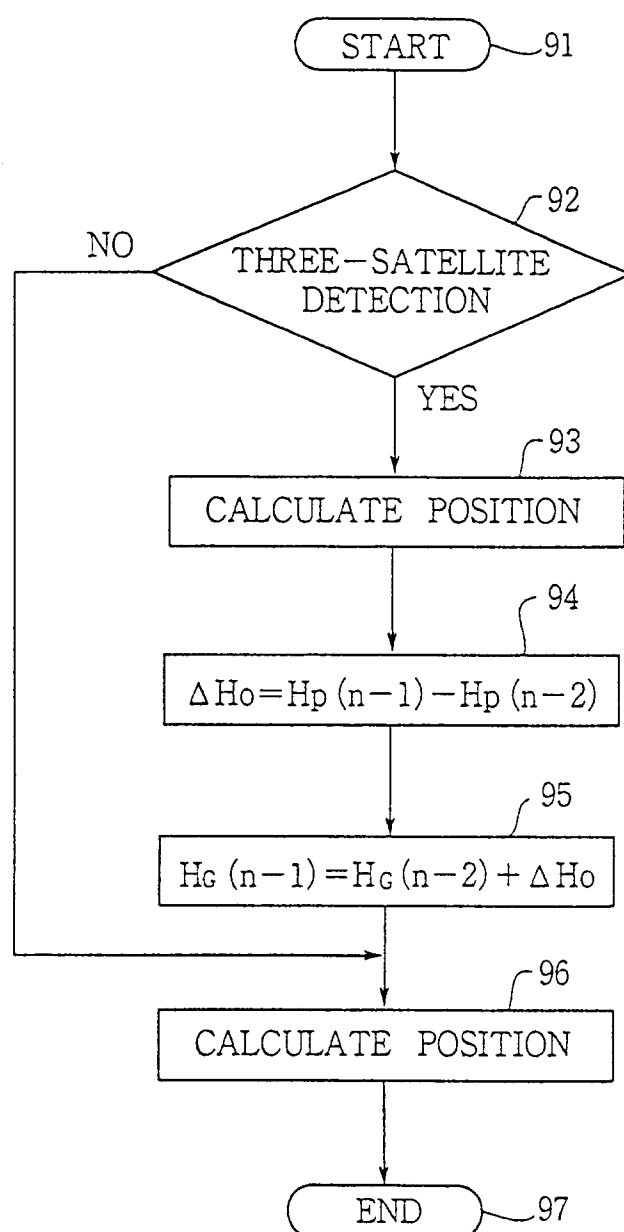 START
91
92
NO
THREE-SATELLITE
DETECTION
YES
93
CALCULATE POSITION
94
ΔHo=Hp(n-1)-Hp(n-2)
95
HG(n-1)=HG(n-2)+ΔHo
96
CALCULATE POSITION
END
97